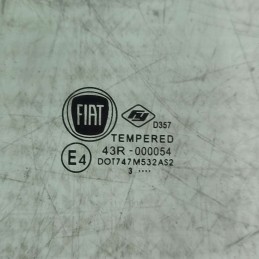 FIAT
D357
TEMPERED
E4 43R-000054
DOT747M532AS2
3.····